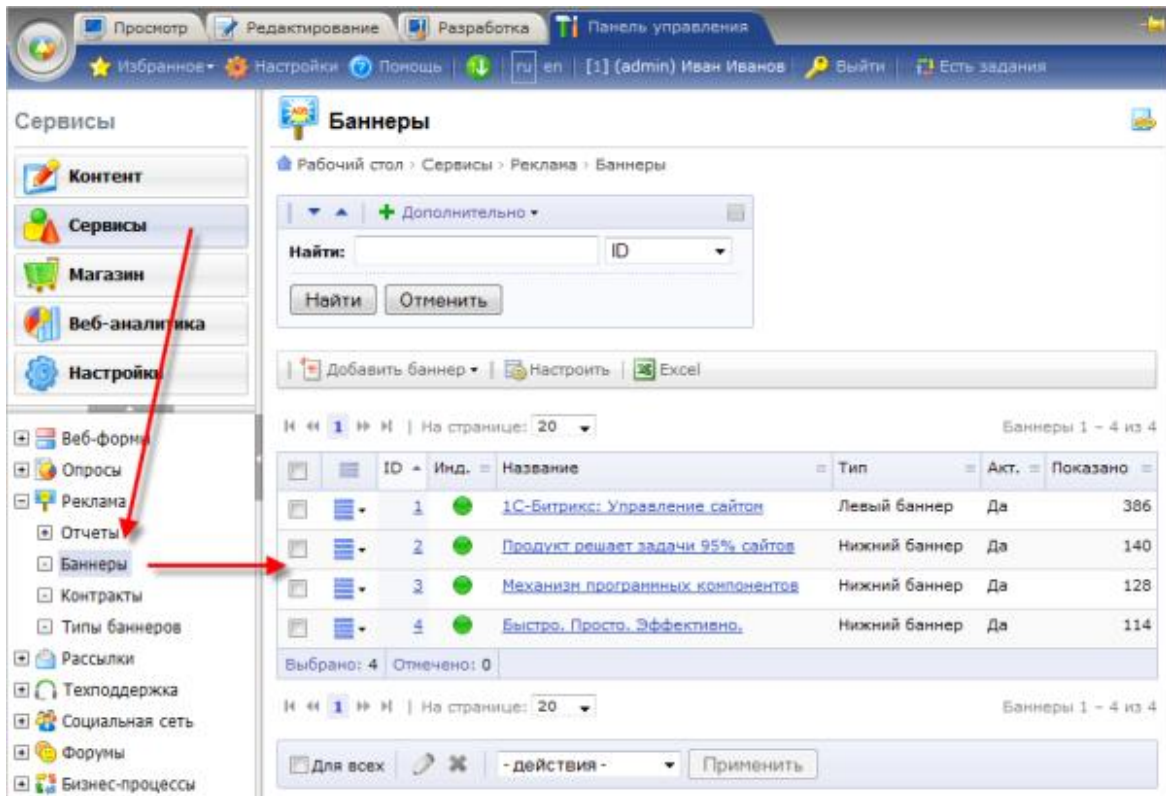 Просмотр Редактирование Разработка Панель управления
Избранное Настройки Помощь ru en [1] (admin) Иван Иванов Выйти Есть задания
Сервисы
Контент
Сервисы
Магазин
Веб-аналитика
Настройки
Веб-формы
Опросы
Реклама
Отчеты
Баннеры
Контракты
Типы баннеров
Рассылки
Техподдержка
Социальная сеть
Форумы
Бизнес-процессы
Баннеры
Рабочий стол › Сервисы › Реклама › Баннеры
Дополнительно
Найти: ID
Найти Отменить
Добавить баннер | Настроить | Excel
1 | На странице: 20 Баннеры 1 – 4 из 4
ID Инд. Название Тип Акт. Показано
1 1С-Битрикс: Управление сайтом Левый баннер Да 386
2 Продукт решает задачи 95% сайтов Нижний баннер Да 140
3 Механизм программных компонентов Нижний баннер Да 128
4 Быстро. Просто. Эффективно. Нижний баннер Да 114
Выбрано: 4 Отмечено: 0
1 | На странице: 20 Баннеры 1 – 4 из 4
Для всех - действия - Применить